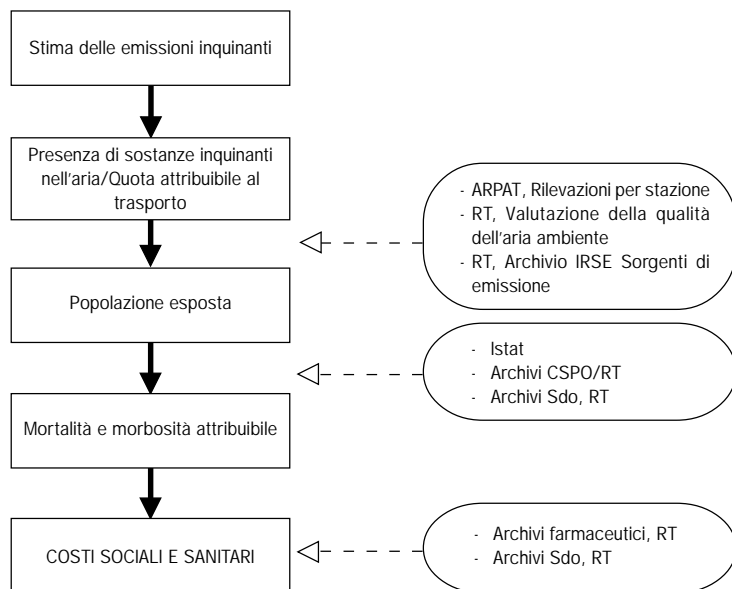 Stima delle emissioni inquinanti
Presenza di sostanze inquinanti
nell'aria/Quota attribuibile al
trasporto
- ARPAT, Rilevazioni per stazione
- RT, Valutazione della qualità
dell'aria ambiente
- RT, Archivio IRSE Sorgenti di
emissione
Popolazione esposta
- Istat
- Archivi CSPO/RT
- Archivi Sdo, RT
Mortalità e morbosità attribuibile
- Archivi farmaceutici, RT
- Archivi Sdo, RT
COSTI SOCIALI E SANITARI